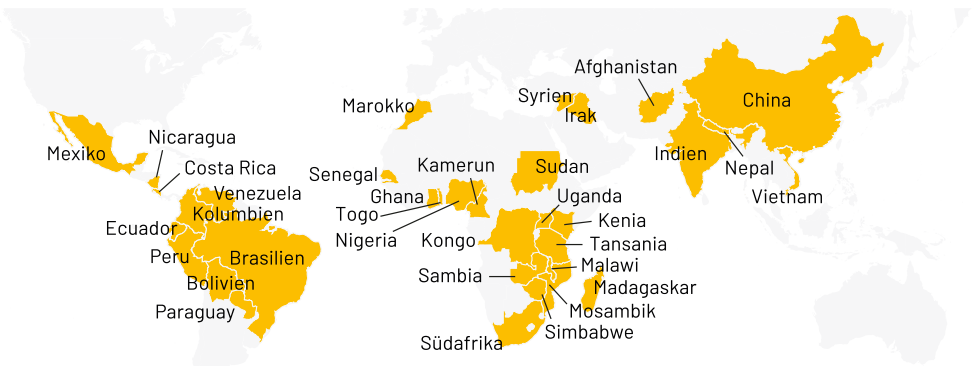 Afghanistan
Syrien
China
Marokko
Irak
Nicaragua
Mexiko
Indien
Costa Rica
Kamerun
Sudan
Nepal
Senegal
Venezuela
Ghana
Uganda
Vietnam
Kolumbien
Togo
Kenia
Ecuador
Nigeria
Kongo
Tansania
Peru
Brasilien
Malawi
Sambia
Bolivien
Madagaskar
Paraguay
Mosambik
Simbabwe
Südafrika